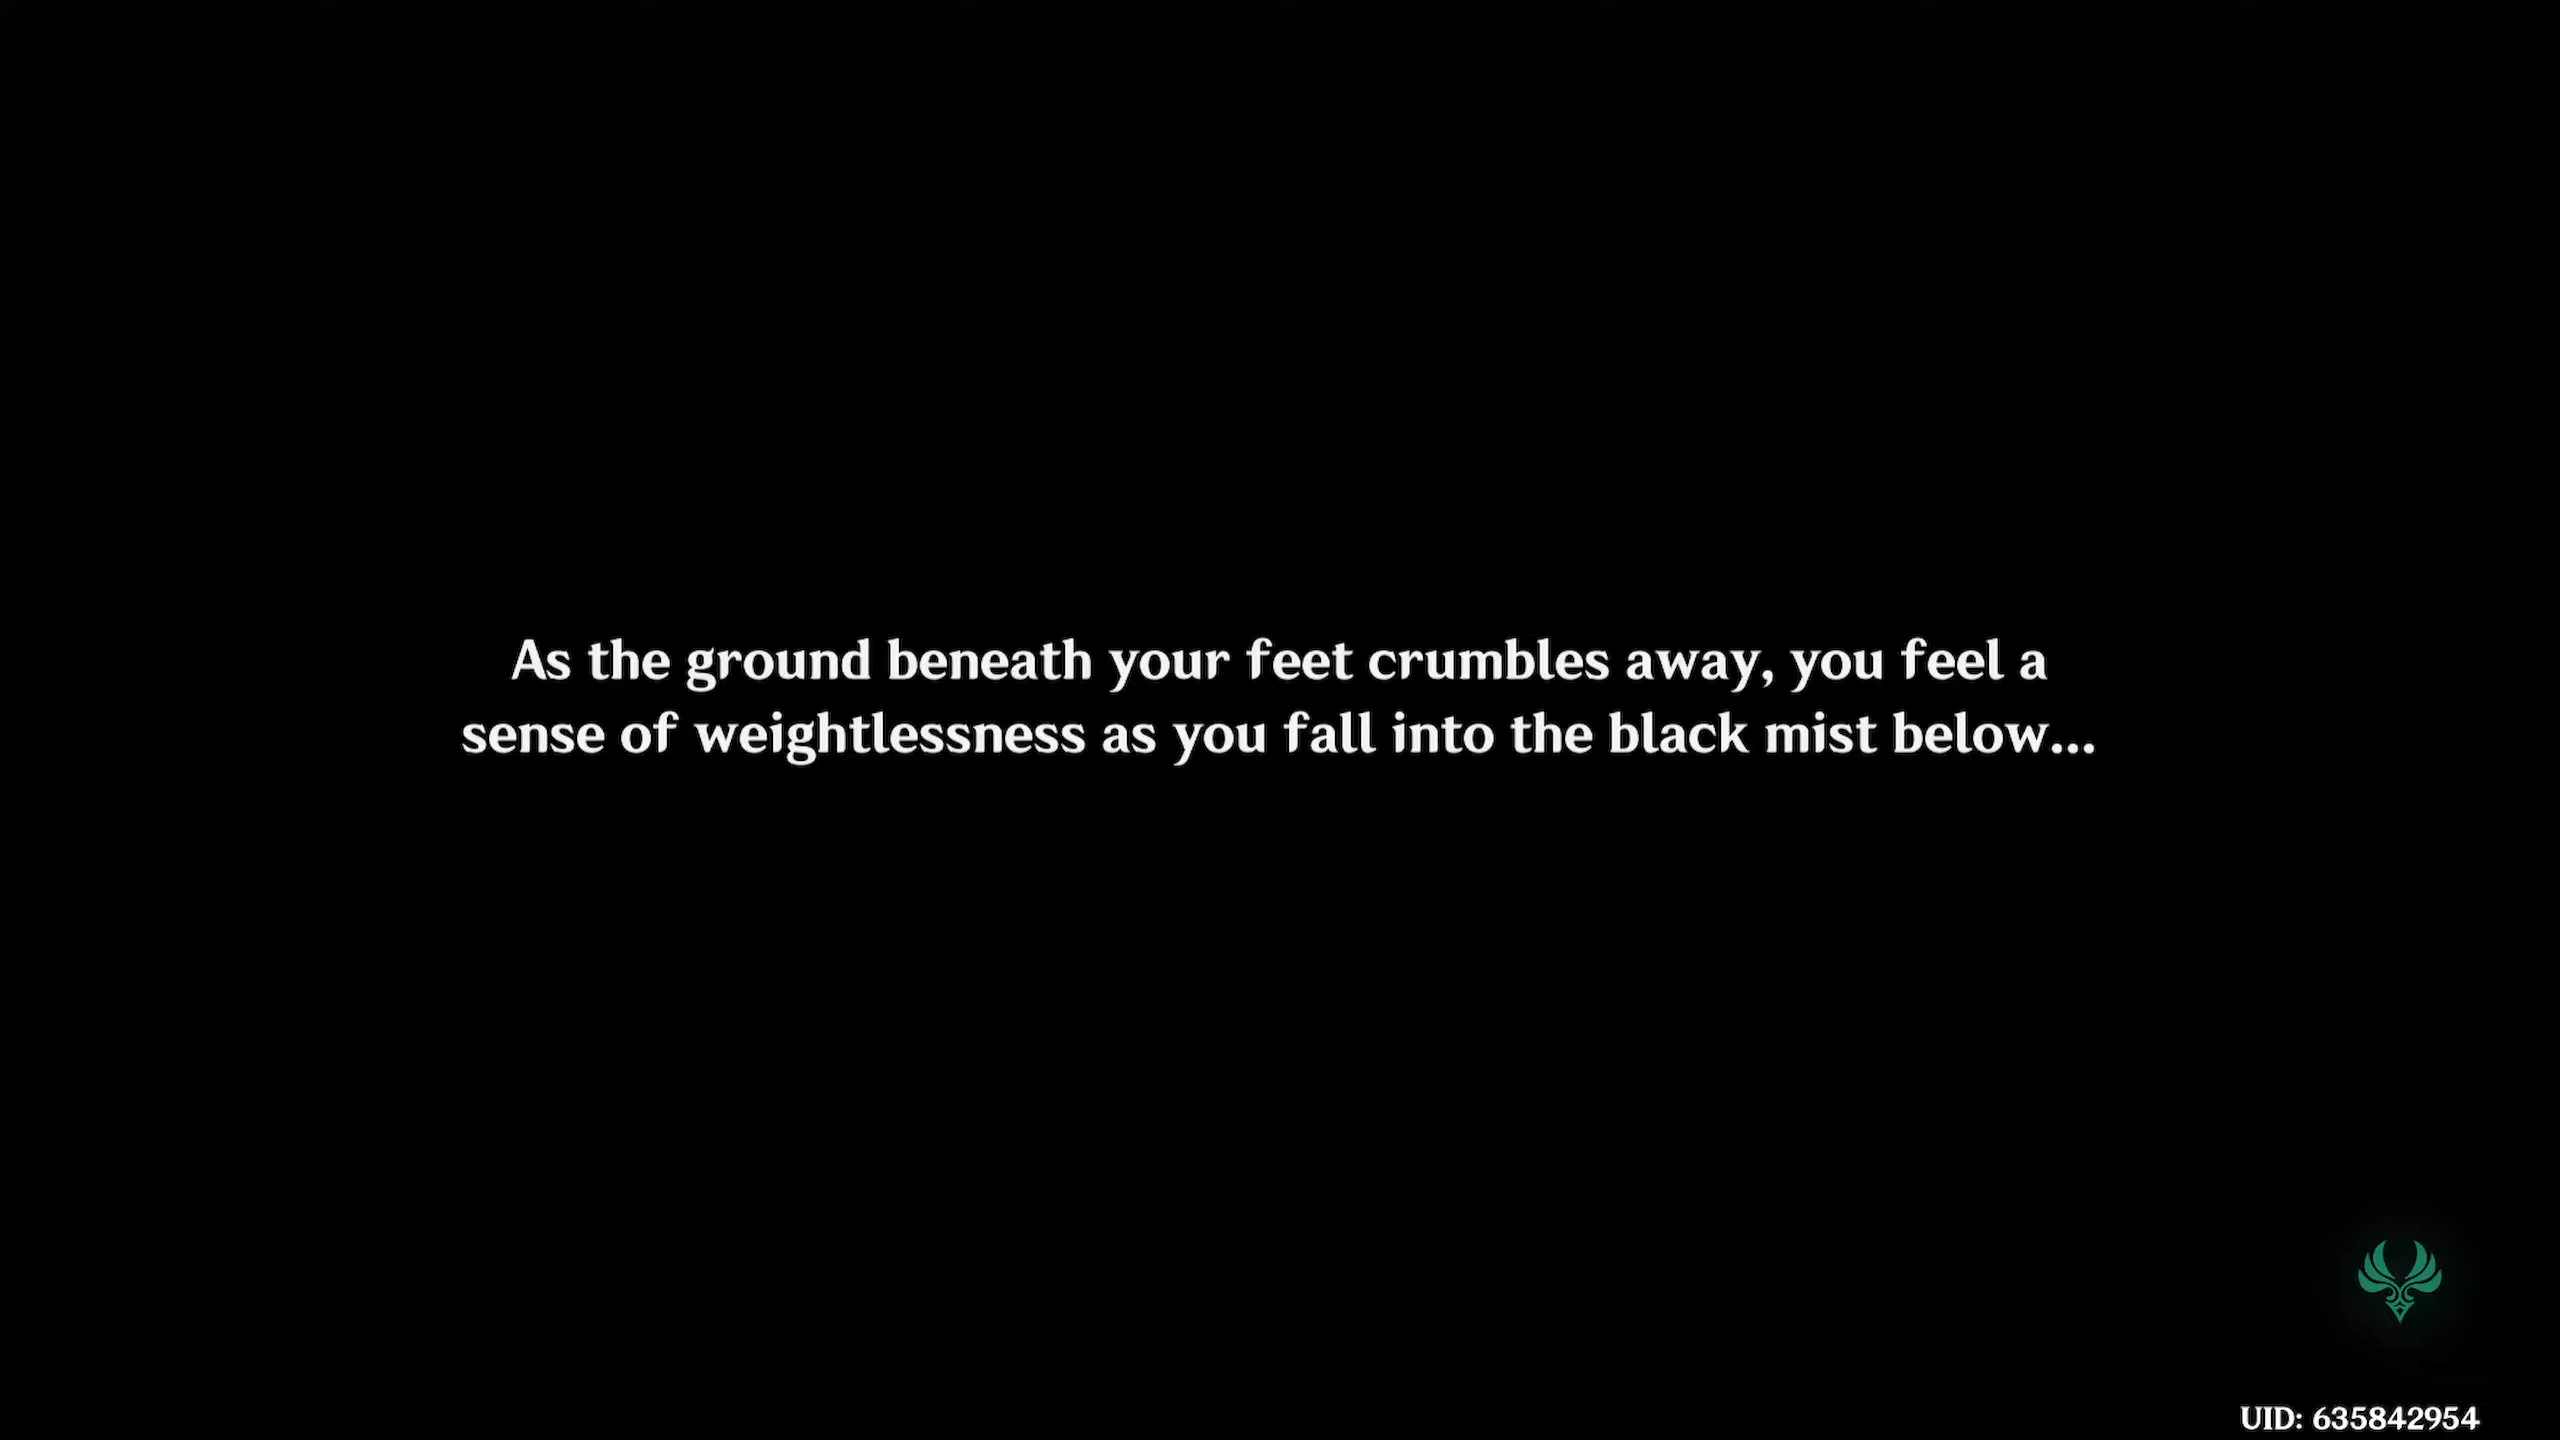 As the ground beneath your feet crumbles away, you feel a
sense of weightlessness as you fall into the black mist below...
UID: 635842954